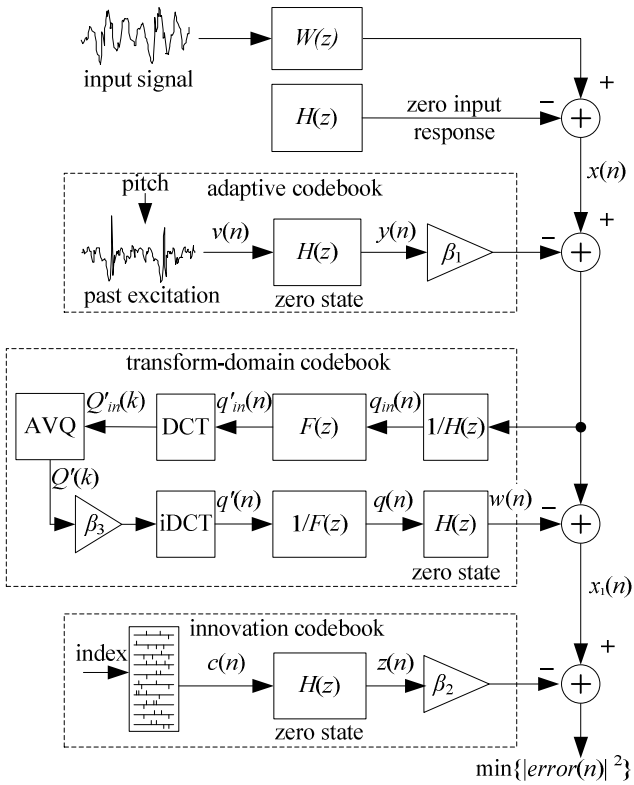 W(z)
input signal
+
H(z)
zero input
response
−
+
x(n)
pitch
adaptive codebook
+
v(n)
H(z)
y(n)
β₁
−
+
past excitation
zero state
transform-domain codebook
Q'in(k)
q'in(n)
qin(n)
AVQ
DCT
F(z)
1/H(z)
Q'(k)
q'(n)
q(n)
w(n)
β₃
iDCT
1/F(z)
H(z)
−
+
zero state
x₁(n)
innovation codebook
+
index
c(n)
H(z)
z(n)
β₂
−
+
zero state
min{|error(n)| ²}